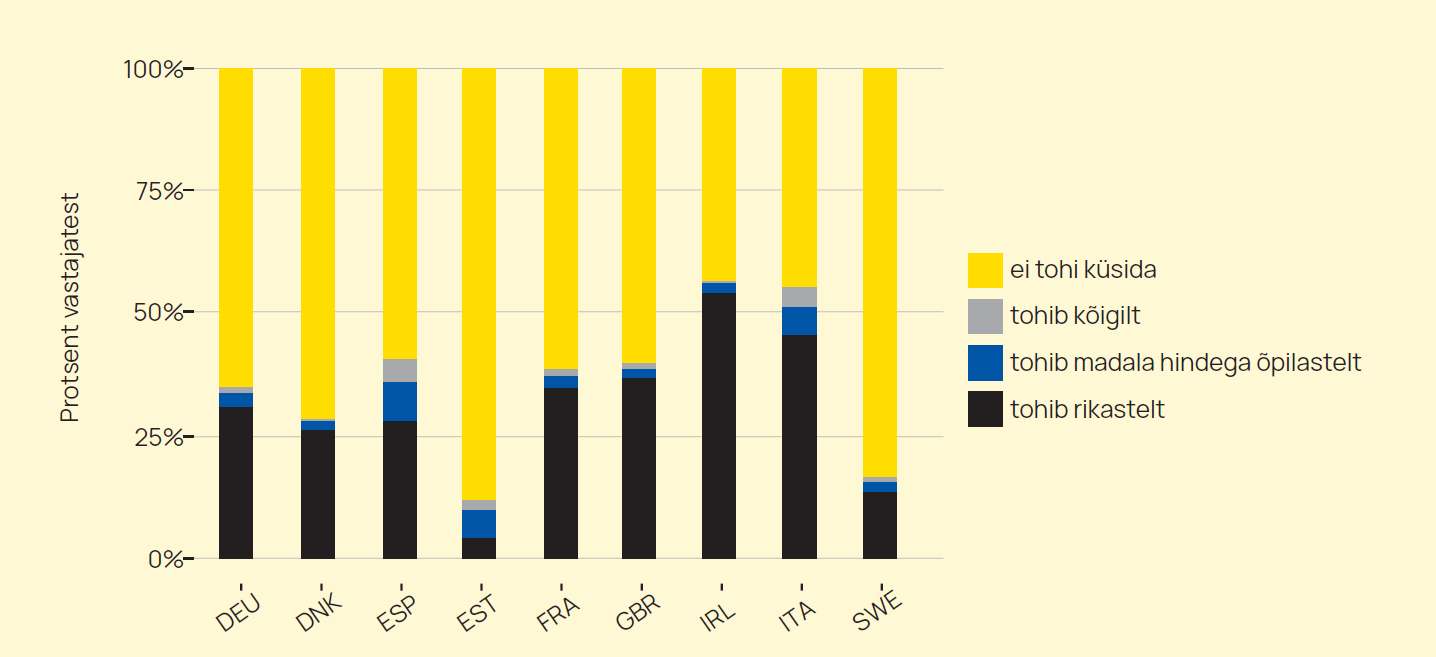 100%
75%
50%
25%
0%
Protsent vastajatest
DEU
DNK
ESP
EST
FRA
GBR
IRL
ITA
SWE
ei tohi küsida
tohib kõigilt
tohib madala hindega õpilastelt
tohib rikastelt